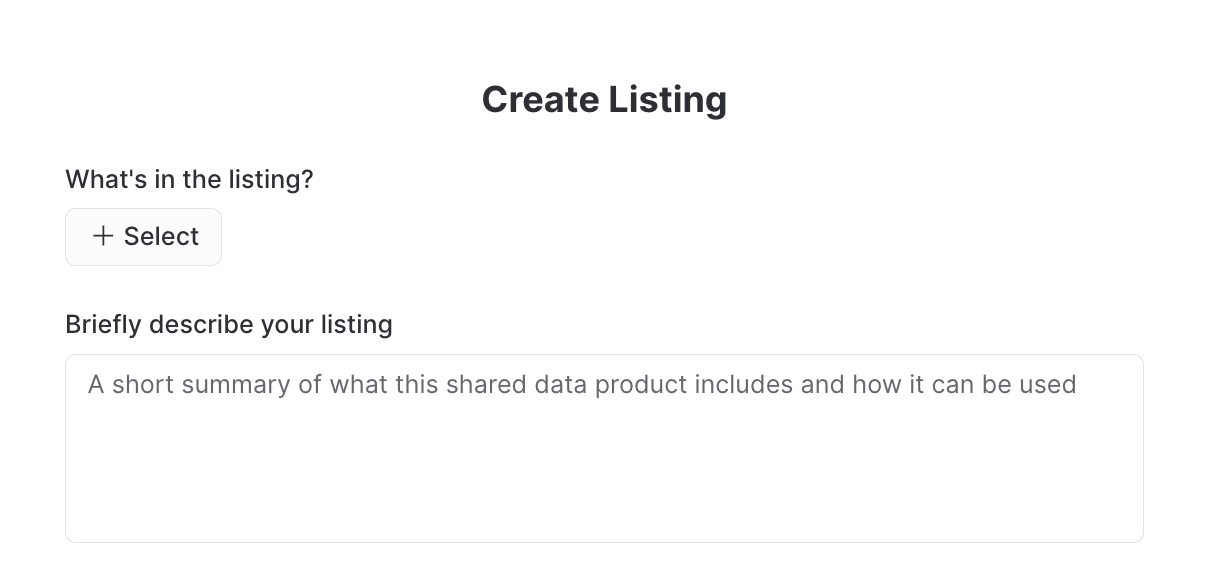 Create Listing
What's in the listing?
+ Select
Briefly describe your listing
A short summary of what this shared data product includes and how it can be used